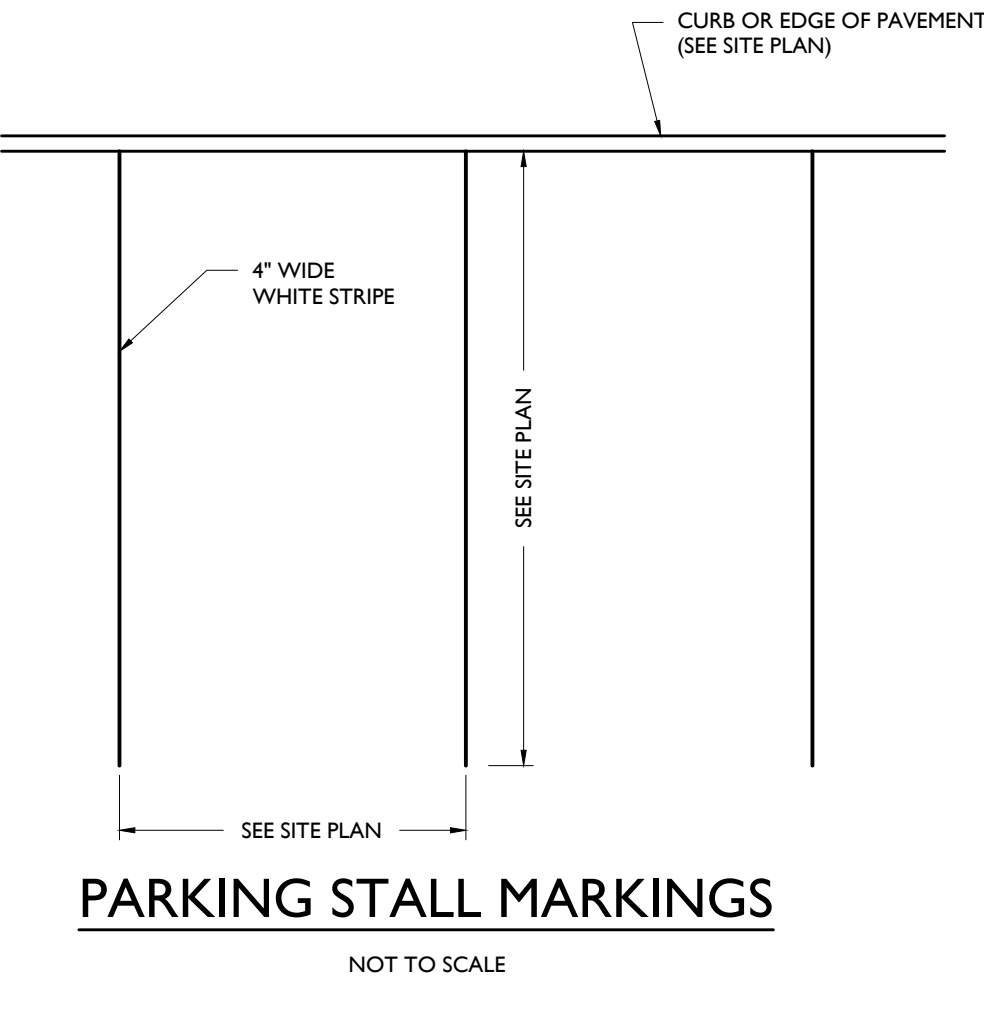 CURB OR EDGE OF PAVEMENT
(SEE SITE PLAN)
4" WIDE
WHITE STRIPE
SEE SITE PLAN
SEE SITE PLAN
PARKING STALL MARKINGS
NOT TO SCALE